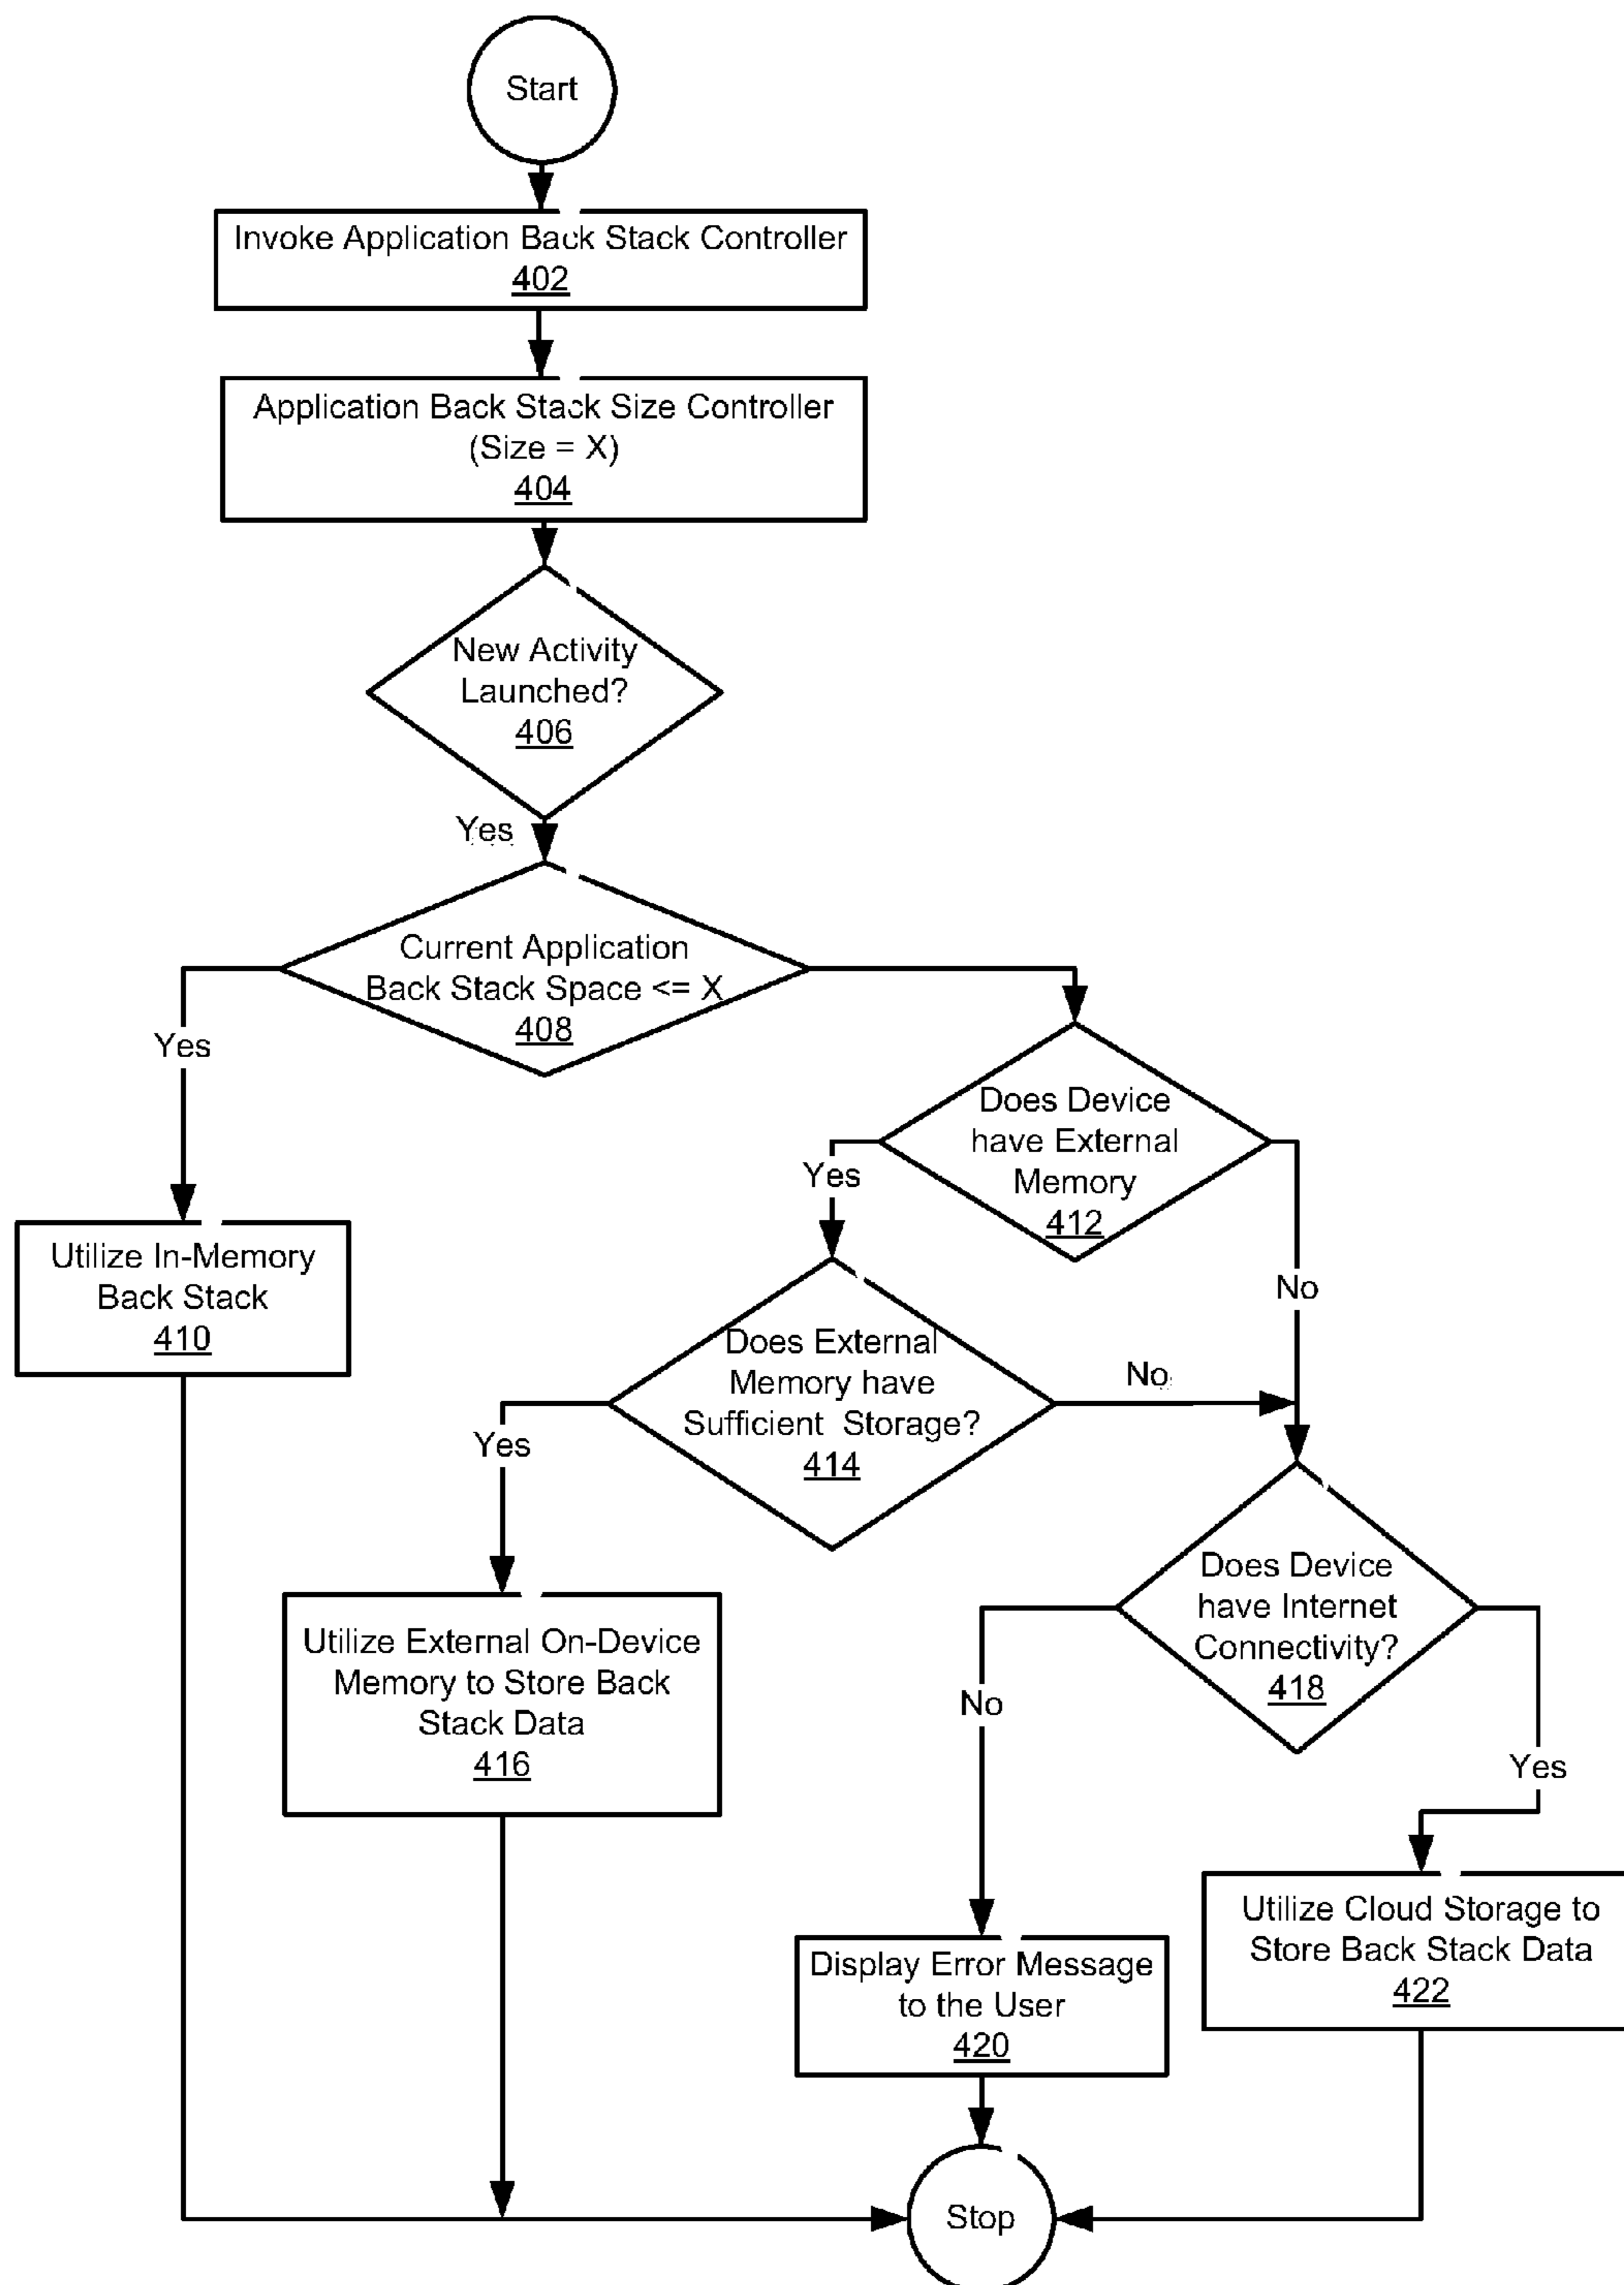 Start
Invoke Application Back Stack Controller
402
Application Back Stack Size Controller
(Size = X)
404
New Activity
Launched?
406
Yes
Current Application
Back Stack Space <= X
408
Yes
Does Device
have External
Memory
412
Yes
No
Utilize In-Memory
Back Stack
410
Does External
Memory have
Sufficient Storage?
414
No
Yes
Does Device
have Internet
Connectivity?
418
Utilize External On-Device
Memory to Store Back
Stack Data
416
No
Yes
Utilize Cloud Storage to
Store Back Stack Data
422
Display Error Message
to the User
420
Stop